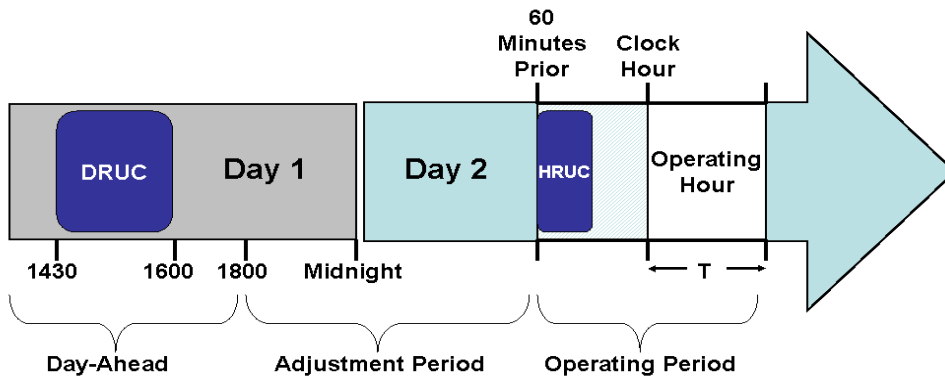 60
Minutes
Prior
Clock
Hour
DRUC
Day 1
Day 2
HRUC
Operating
Hour
1430
1600
1800
Midnight
T
Day-Ahead
Adjustment Period
Operating Period